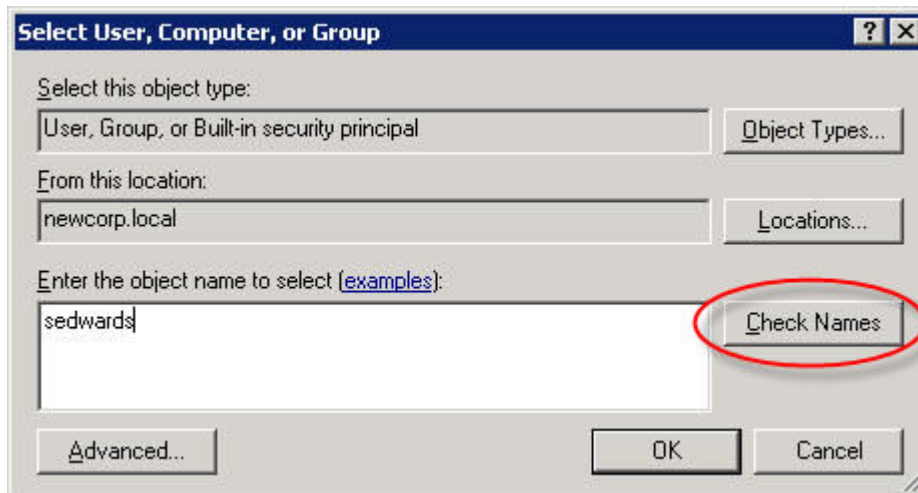 Select User, Computer, or Group
Select this object type:
User, Group, or Built-in security principal
Object Types...
From this location:
newcorp.local
Locations...
Enter the object name to select (examples):
sedwards
Check Names
Advanced...
OK
Cancel